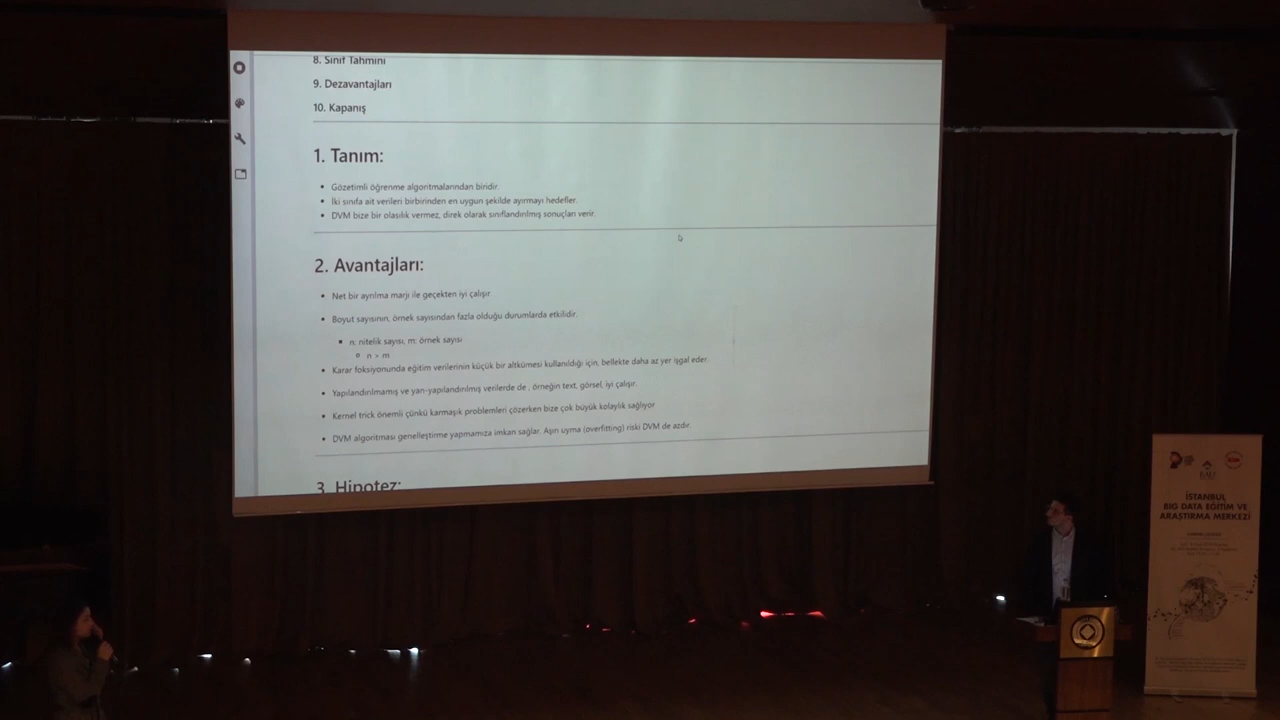 8. Sınıf Tahmini
9. Dezavantajları
10. Kapanış
1. Tanım:
Gözetimli öğrenme algoritmalarından biridir.
İki sınıfa ait verileri birbirinden en uygun şekilde ayırmayı hedefler.
DVM bize bir olasılık vermez, direk olarak sınıflandırılmış sonuçları verir.
2. Avantajları:
Net bir ayrılma marjı ile geçekten iyi çalışır
Boyut sayısının, örnek sayısından fazla olduğu durumlarda etkilidir.
n: nitelik sayısı, m: örnek sayısı
n > m
Karar foksiyonunda eğitim verilerinin küçük bir altkümesi kullanıldığı için, bellekte daha az yer işgal eder
Yapılandırılmamış ve yarı-yapılandırılmış verilerde de , örneğin text, görsel, iyi çalışır.
Kernel trick önemli çünkü karmaşık problemleri çözerken bize çok büyük kolaylık sağlıyor
DVM algoritması genelleştirme yapmamıza imkan sağlar. Aşırı uyma (overfitting) riski DVM de azdır.
3. Hipotez:
BAU
İSTANBUL
BIG DATA EĞİTİM VE
ARAŞTIRMA MERKEZİ